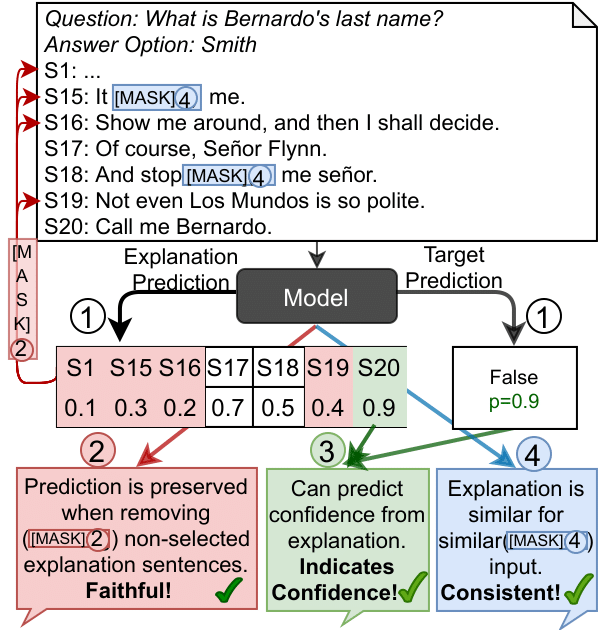 Question: What is Bernardo's last name?
Answer Option: Smith
S1: ...
S15: It [MASK] 4 me.
S16: Show me around, and then I shall decide.
S17: Of course, Señor Flynn.
S18: And stop [MASK] 4 me señor.
S19: Not even Los Mundos is so polite.
S20: Call me Bernardo.
[MASK] 2
Explanation Prediction
Target Prediction
Model
1
1
S1 S15 S16 S17 S18 S19 S20
0.1 0.3 0.2 0.7 0.5 0.4 0.9
False
p=0.9
2
Prediction is preserved
when removing
([MASK] 2) non-selected
explanation sentences.
Faithful!
3
Can predict
confidence from
explanation.
Indicates
Confidence!
4
Explanation is
similar for
similar([MASK] 4)
input.
Consistent!